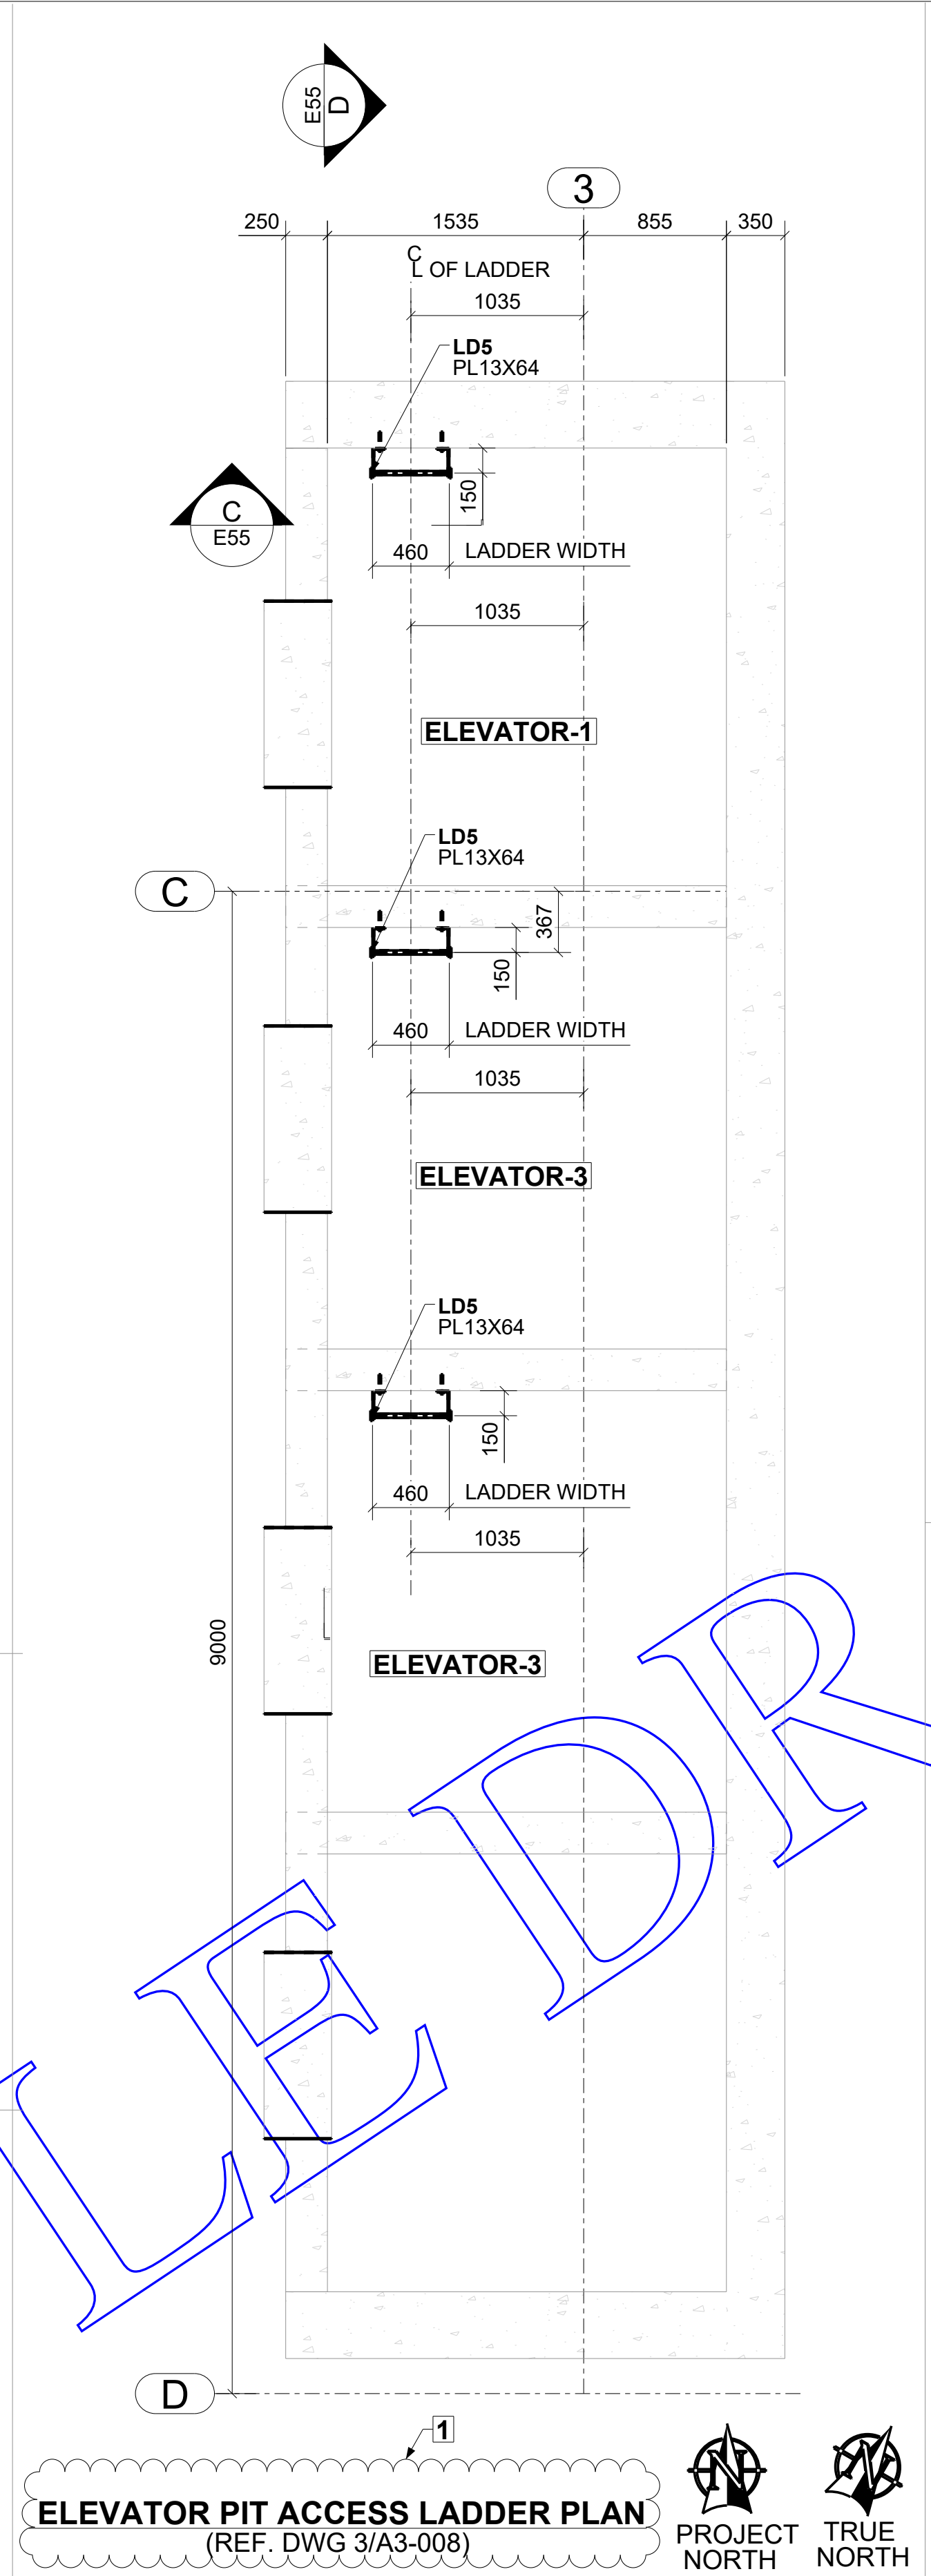 E55
D
3
250
1535
855
350
C
L OF LADDER
1035
LD5
PL13X64
150
C
E55
460
LADDER WIDTH
1035
ELEVATOR-1
LD5
PL13X64
C
367
150
460
LADDER WIDTH
1035
ELEVATOR-3
LD5
PL13X64
150
460
LADDER WIDTH
1035
9000
ELEVATOR-3
LE DR
D
1
ELEVATOR PIT ACCESS LADDER PLAN
(REF. DWG 3/A3-008)
N
PROJECT
NORTH
N
TRUE
NORTH